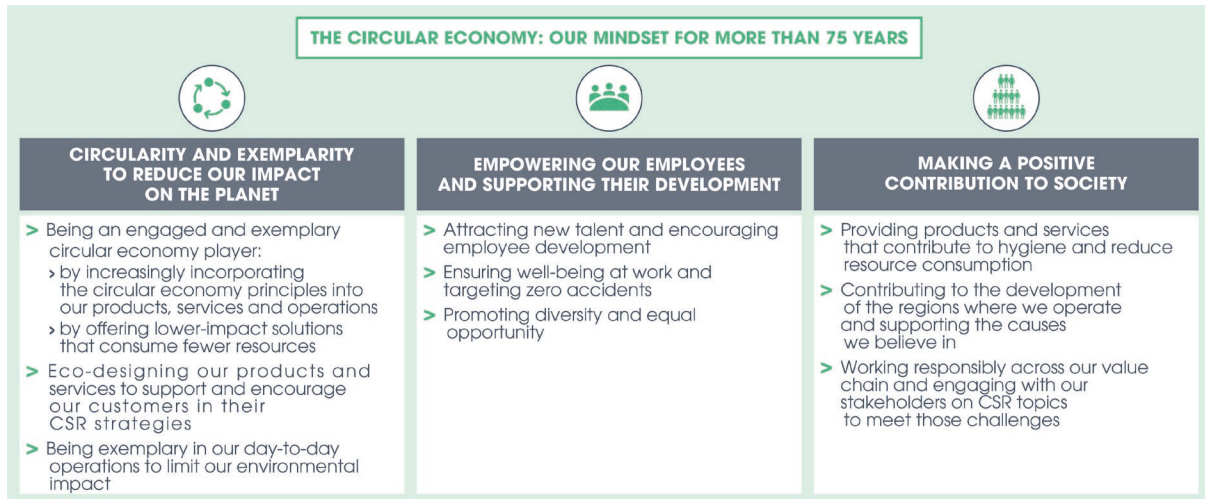 THE CIRCULAR ECONOMY: OUR MINDSET FOR MORE THAN 75 YEARS
CIRCULARITY AND EXEMPLARITY
TO REDUCE OUR IMPACT
ON THE PLANET
> Being an engaged and exemplary
circular economy player:
› by increasingly incorporating
the circular economy principles into
our products, services and operations
› by offering lower-impact solutions
that consume fewer resources
> Eco-designing our products and
services to support and encourage
our customers in their
CSR strategies
> Being exemplary in our day-to-day
operations to limit our environmental
impact
EMPOWERING OUR EMPLOYEES
AND SUPPORTING THEIR DEVELOPMENT
> Attracting new talent and encouraging
employee development
> Ensuring well-being at work and
targeting zero accidents
> Promoting diversity and equal
opportunity
MAKING A POSITIVE
CONTRIBUTION TO SOCIETY
> Providing products and services
that contribute to hygiene and reduce
resource consumption
> Contributing to the development
of the regions where we operate
and supporting the causes
we believe in
> Working responsibly across our value
chain and engaging with our
stakeholders on CSR topics
to meet those challenges